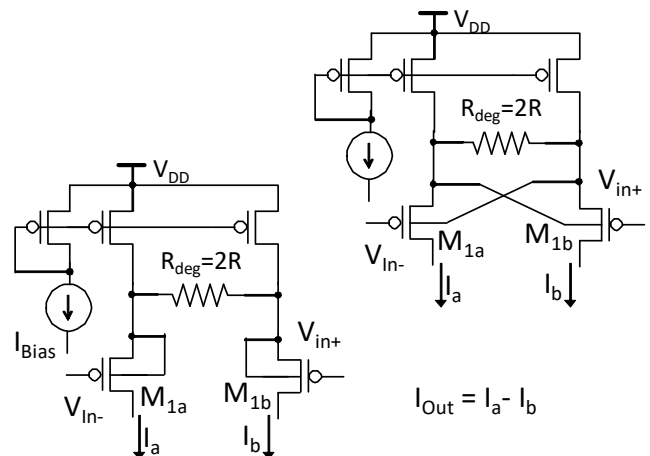 V_DD
R_deg=2R
V_in+
M_1a
M_1b
V_In-
I_a
I_b
V_DD
R_deg=2R
I_Bias
V_in+
M_1a
M_1b
V_In-
I_a
I_b
I_Out = I_a- I_b